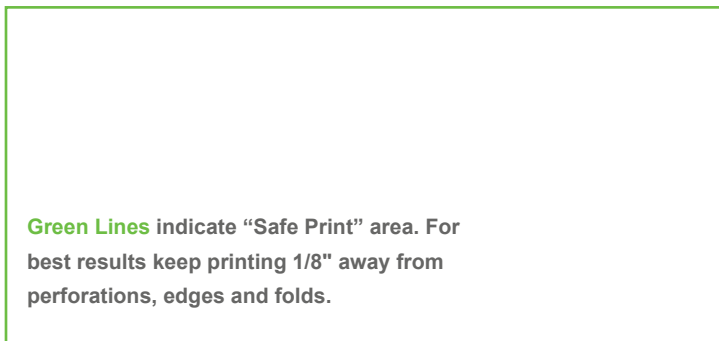 Green Lines indicate “Safe Print” area. For
best results keep printing 1/8" away from
perforations, edges and folds.